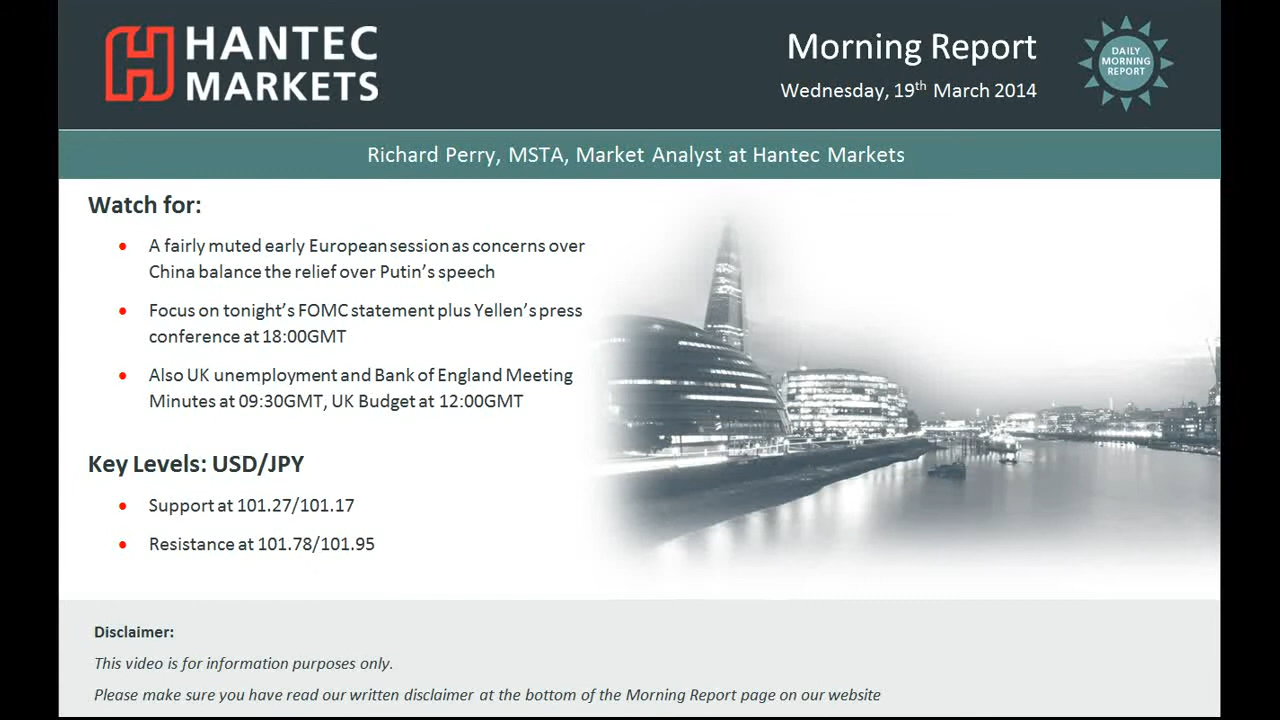 HANTEC
MARKETS
Morning Report
Wednesday, 19th March 2014
DAILY
MORNING
REPORT
Richard Perry, MSTA, Market Analyst at Hantec Markets
Watch for:
• A fairly muted early European session as concerns over
China balance the relief over Putin's speech
• Focus on tonight's FOMC statement plus Yellen's press
conference at 18:00GMT
• Also UK unemployment and Bank of England Meeting
Minutes at 09:30GMT, UK Budget at 12:00GMT
Key Levels: USD/JPY
• Support at 101.27/101.17
• Resistance at 101.78/101.95
Disclaimer:
This video is for information purposes only.
Please make sure you have read our written disclaimer at the bottom of the Morning Report page on our website